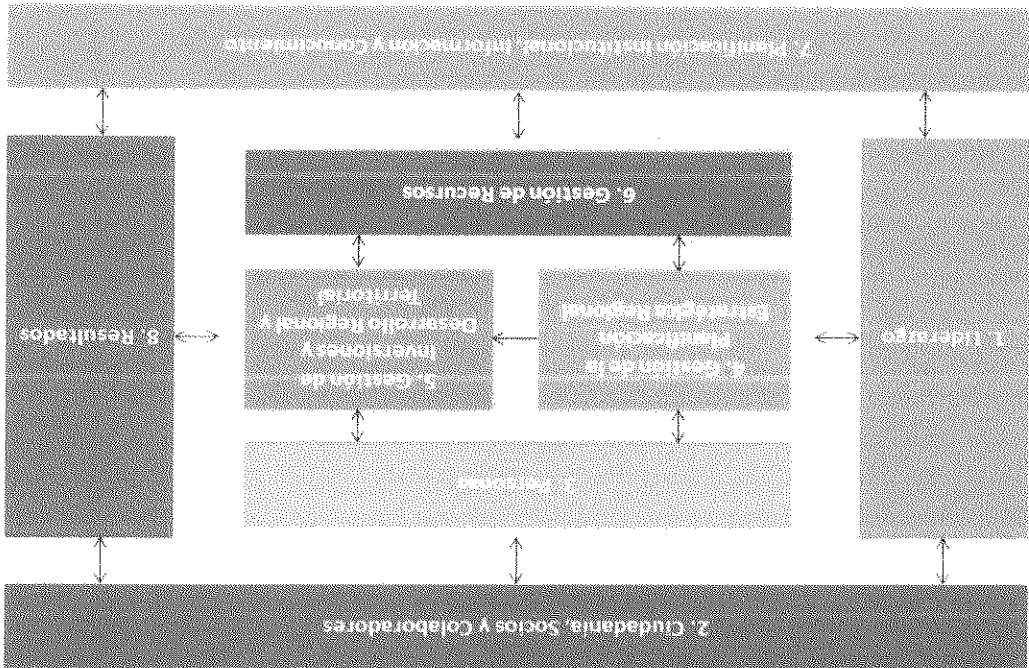 2. Ciudadanía, Socios y Colaboradores
3. Persona
1. Liderazgo
4. Gestión de la
Planificación
Estratégica Regional
5. Gestión de
Inversiones y
Desarrollo Regional y
Territorial
8. Resultados
6. Gestión de Recursos
7. Planificación Institucional, Información y Conocimiento